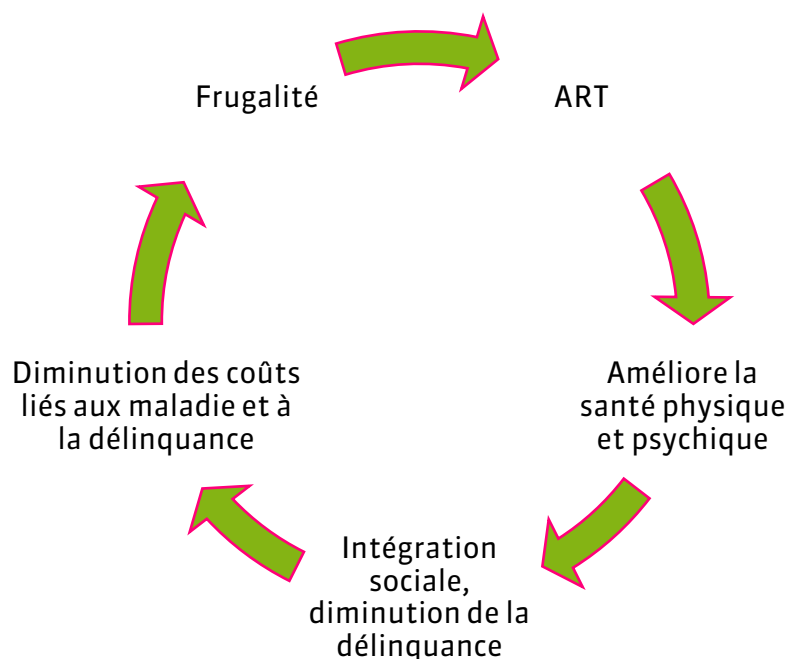 Frugalité
ART
Améliore la
santé physique
et psychique
Intégration
sociale,
diminution de la
délinquance
Diminution des coûts
liés aux maladie et à
la délinquance